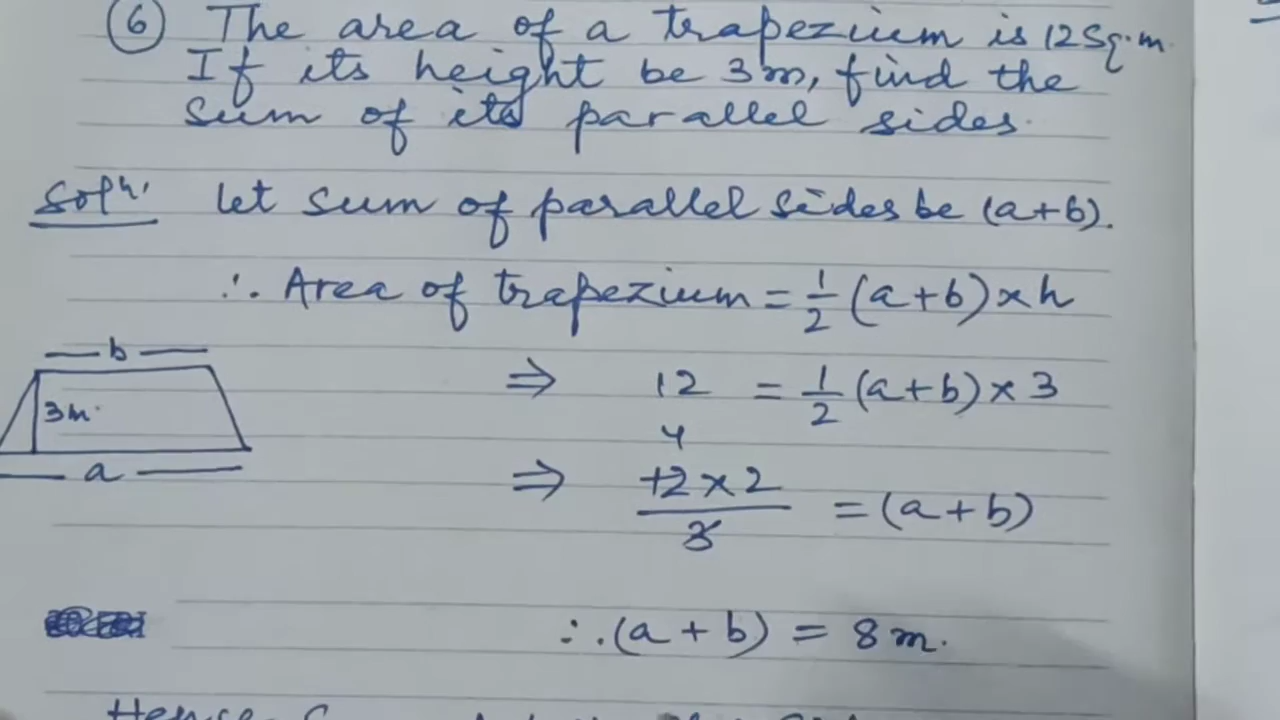 ⑥ The area of a trapezium is 12 Sq.m.
If its height be 3m, find the
sum of its parallel sides.
Solⁿ. let sum of parallel sides be (a+b).
∴ Area of trapezium = 1/2 (a+b) × h
b
⇒ 12 = 1/2 (a+b) × 3
3m.
a
4
⇒ 12 × 2 / 3 = (a+b)
∴ (a+b) = 8 m.
Hence